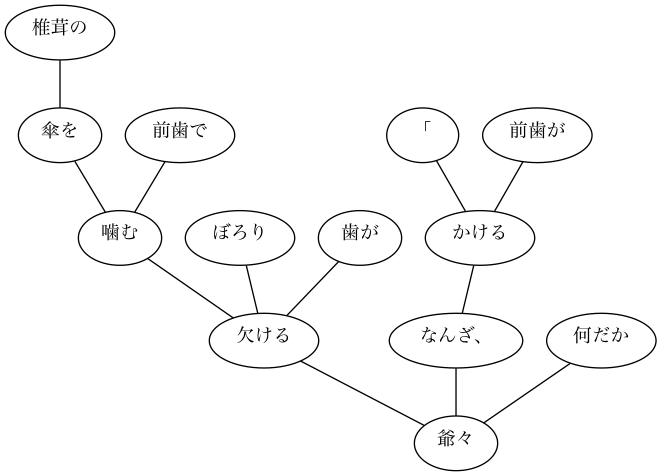 椎茸の
傘を
前歯で
「
前歯が
噛む
ぼろり
歯が
かける
欠ける
なんざ、
何だか
爺々